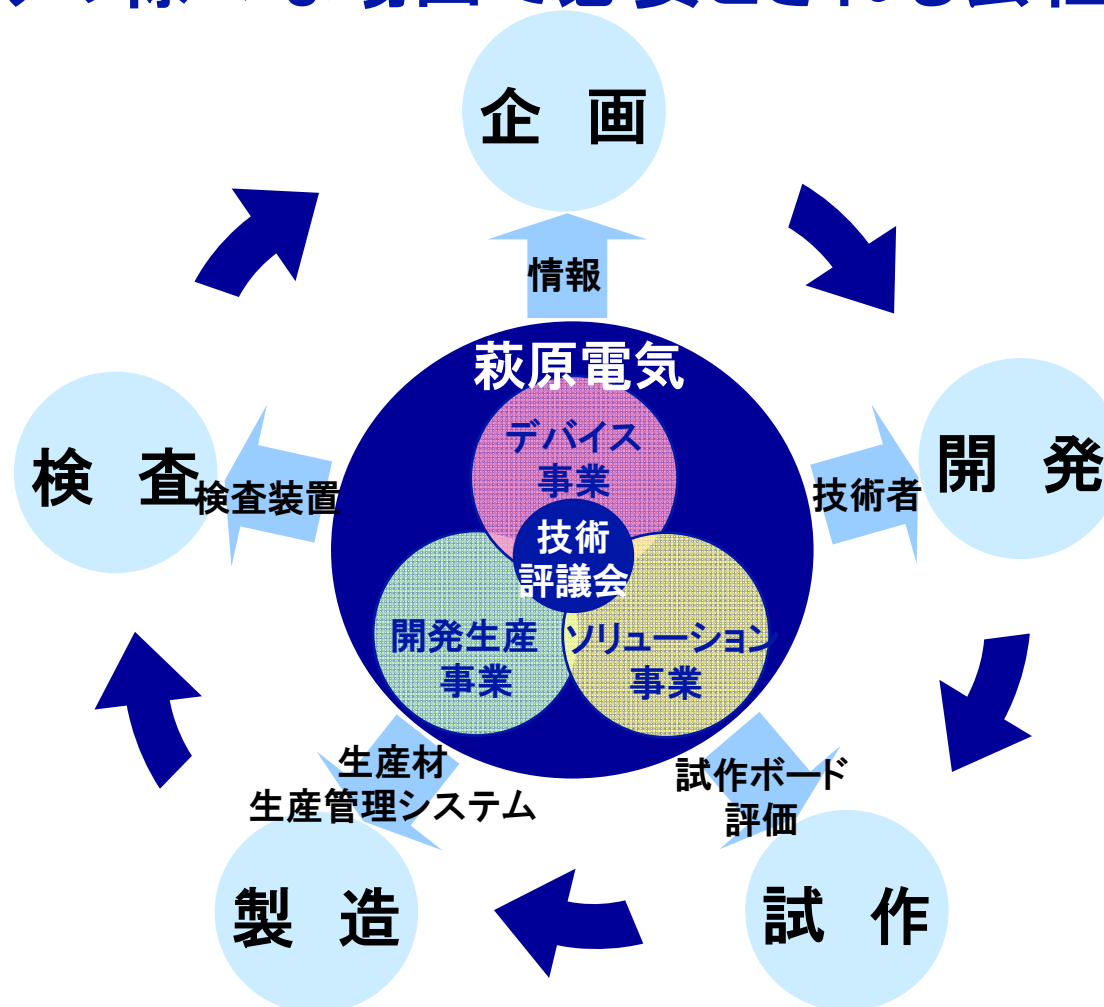 企 画
情報
萩原電気
デバイス
事業
技術
評議会
開発生産
事業
ソリューション
事業
検 査
検査装置
技術者
開 発
生産材
生産管理システム
試作ボード
評価
製 造
試 作